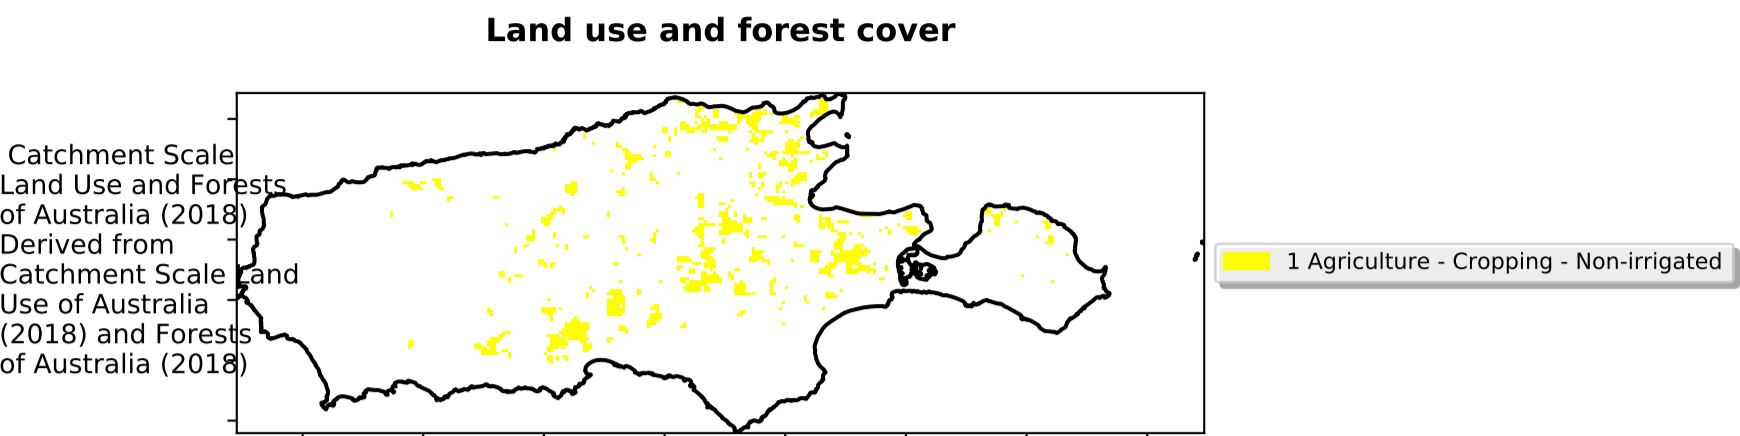 Land use and forest cover
Catchment Scale
Land Use and Forests
of Australia (2018)
Derived from
Catchment Scale Land
Use of Australia
(2018) and Forests
of Australia (2018)
1 Agriculture - Cropping - Non-irrigated